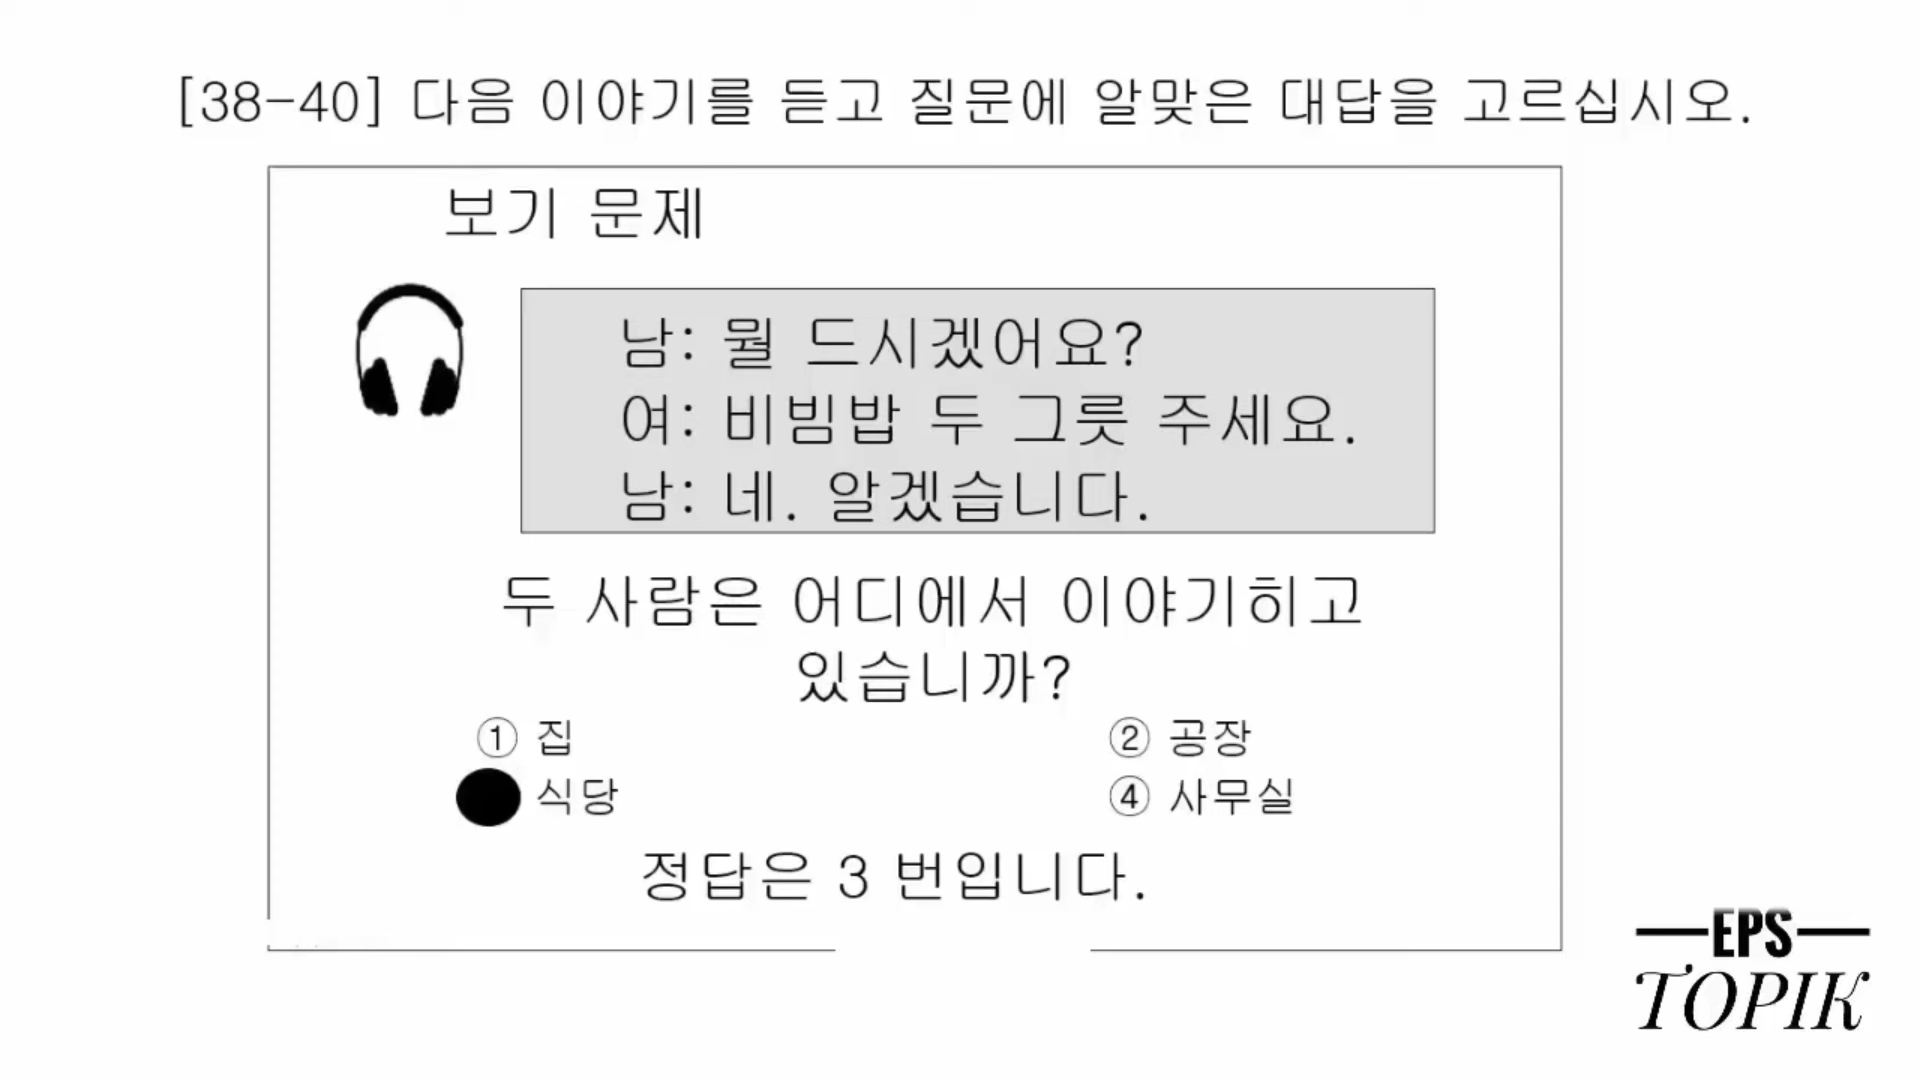 [38-40] 다음 이야기를 듣고 질문에 알맞은 대답을 고르십시오.
보기 문제
남: 뭘 드시겠어요?
여: 비빔밥 두 그릇 주세요.
남: 네. 알겠습니다.
두 사람은 어디에서 이야기히고
있습니까?
① 집
② 공장
식당
④ 사무실
정답은 3 번입니다.
EPS
TOPIK